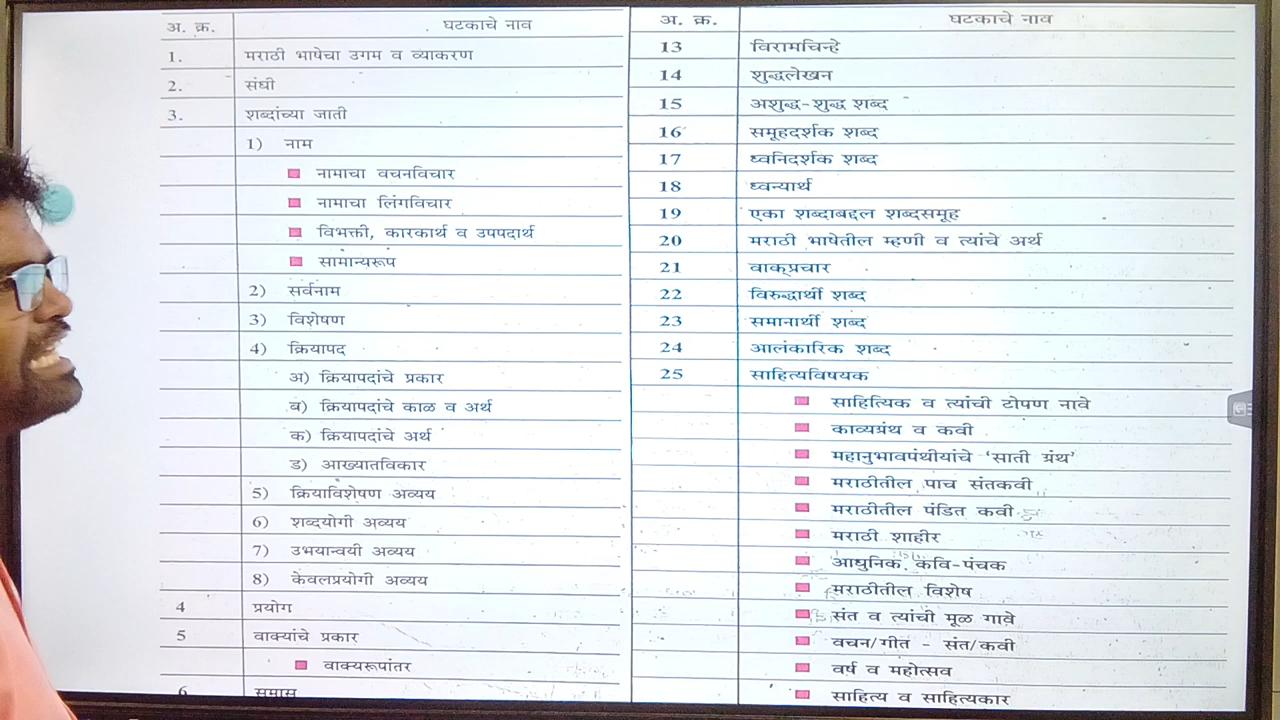 अ. क्र. घटकाचे नाव
1. मराठी भाषेचा उगम व व्याकरण
2. संधी
3. शब्दांच्या जाती
1) नाम
नामाचा वचनविचार
नामाचा लिंगविचार
विभक्ती, कारकार्थ व उपपदार्थ
सामान्यरूप
2) सर्वनाम
3) विशेषण
4) क्रियापद
अ) क्रियापदांचे प्रकार
ब) क्रियापदांचे काळ व अर्थ
क) क्रियापदांचे अर्थ
ड) आख्यातविकार
5) क्रियाविशेषण अव्यय
6) शब्दयोगी अव्यय
7) उभयान्वयी अव्यय
8) केवलप्रयोगी अव्यय
4 प्रयोग
5 वाक्यांचे प्रकार
वाक्यरूपांतर
6 समास
अ. क्र. घटकाचे नाव
13 विरामचिन्हे
14 शुद्धलेखन
15 अशुद्ध-शुद्ध शब्द
16 समूहदर्शक शब्द
17 ध्वनिदर्शक शब्द
18 ध्वन्यार्थ
19 एका शब्दाबद्दल शब्दसमूह
20 मराठी भाषेतील म्हणी व त्यांचे अर्थ
21 वाक्प्रचार
22 विरुद्धार्थी शब्द
23 समानार्थी शब्द
24 आलंकारिक शब्द
25 साहित्यविषयक
साहित्यिक व त्यांची टोपण नावे
काव्यग्रंथ व कवी
महानुभावपंथीयांचे ‘साती ग्रंथ’
मराठीतील पाच संतकवी
मराठीतील पंडित कवी
मराठी शाहीर
आधुनिक कवि-पंचक
मराठीतील विशेष
संत व त्यांची मूळ गावे
वचन/गीत - संत/कवी
वर्ष व महोत्सव
साहित्य व साहित्यकार